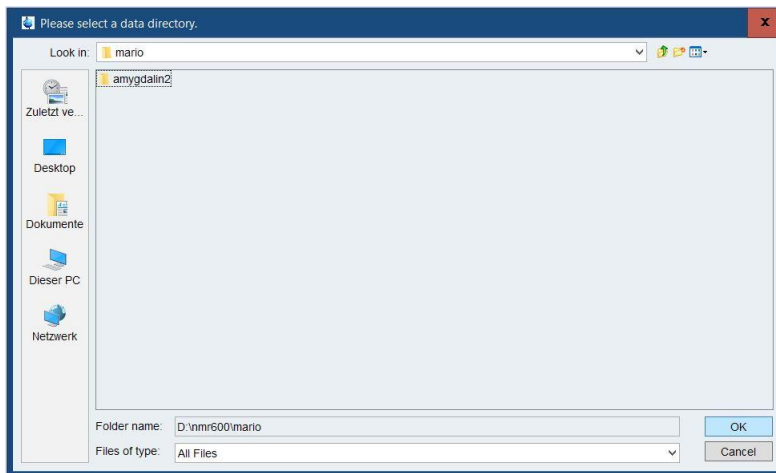 Please select a data directory.
x
Look in: mario
amygdalin2
Zuletzt ve...
Desktop
Dokumente
Dieser PC
Netzwerk
Folder name: D:\nmr600\mario
OK
Files of type: All Files
Cancel